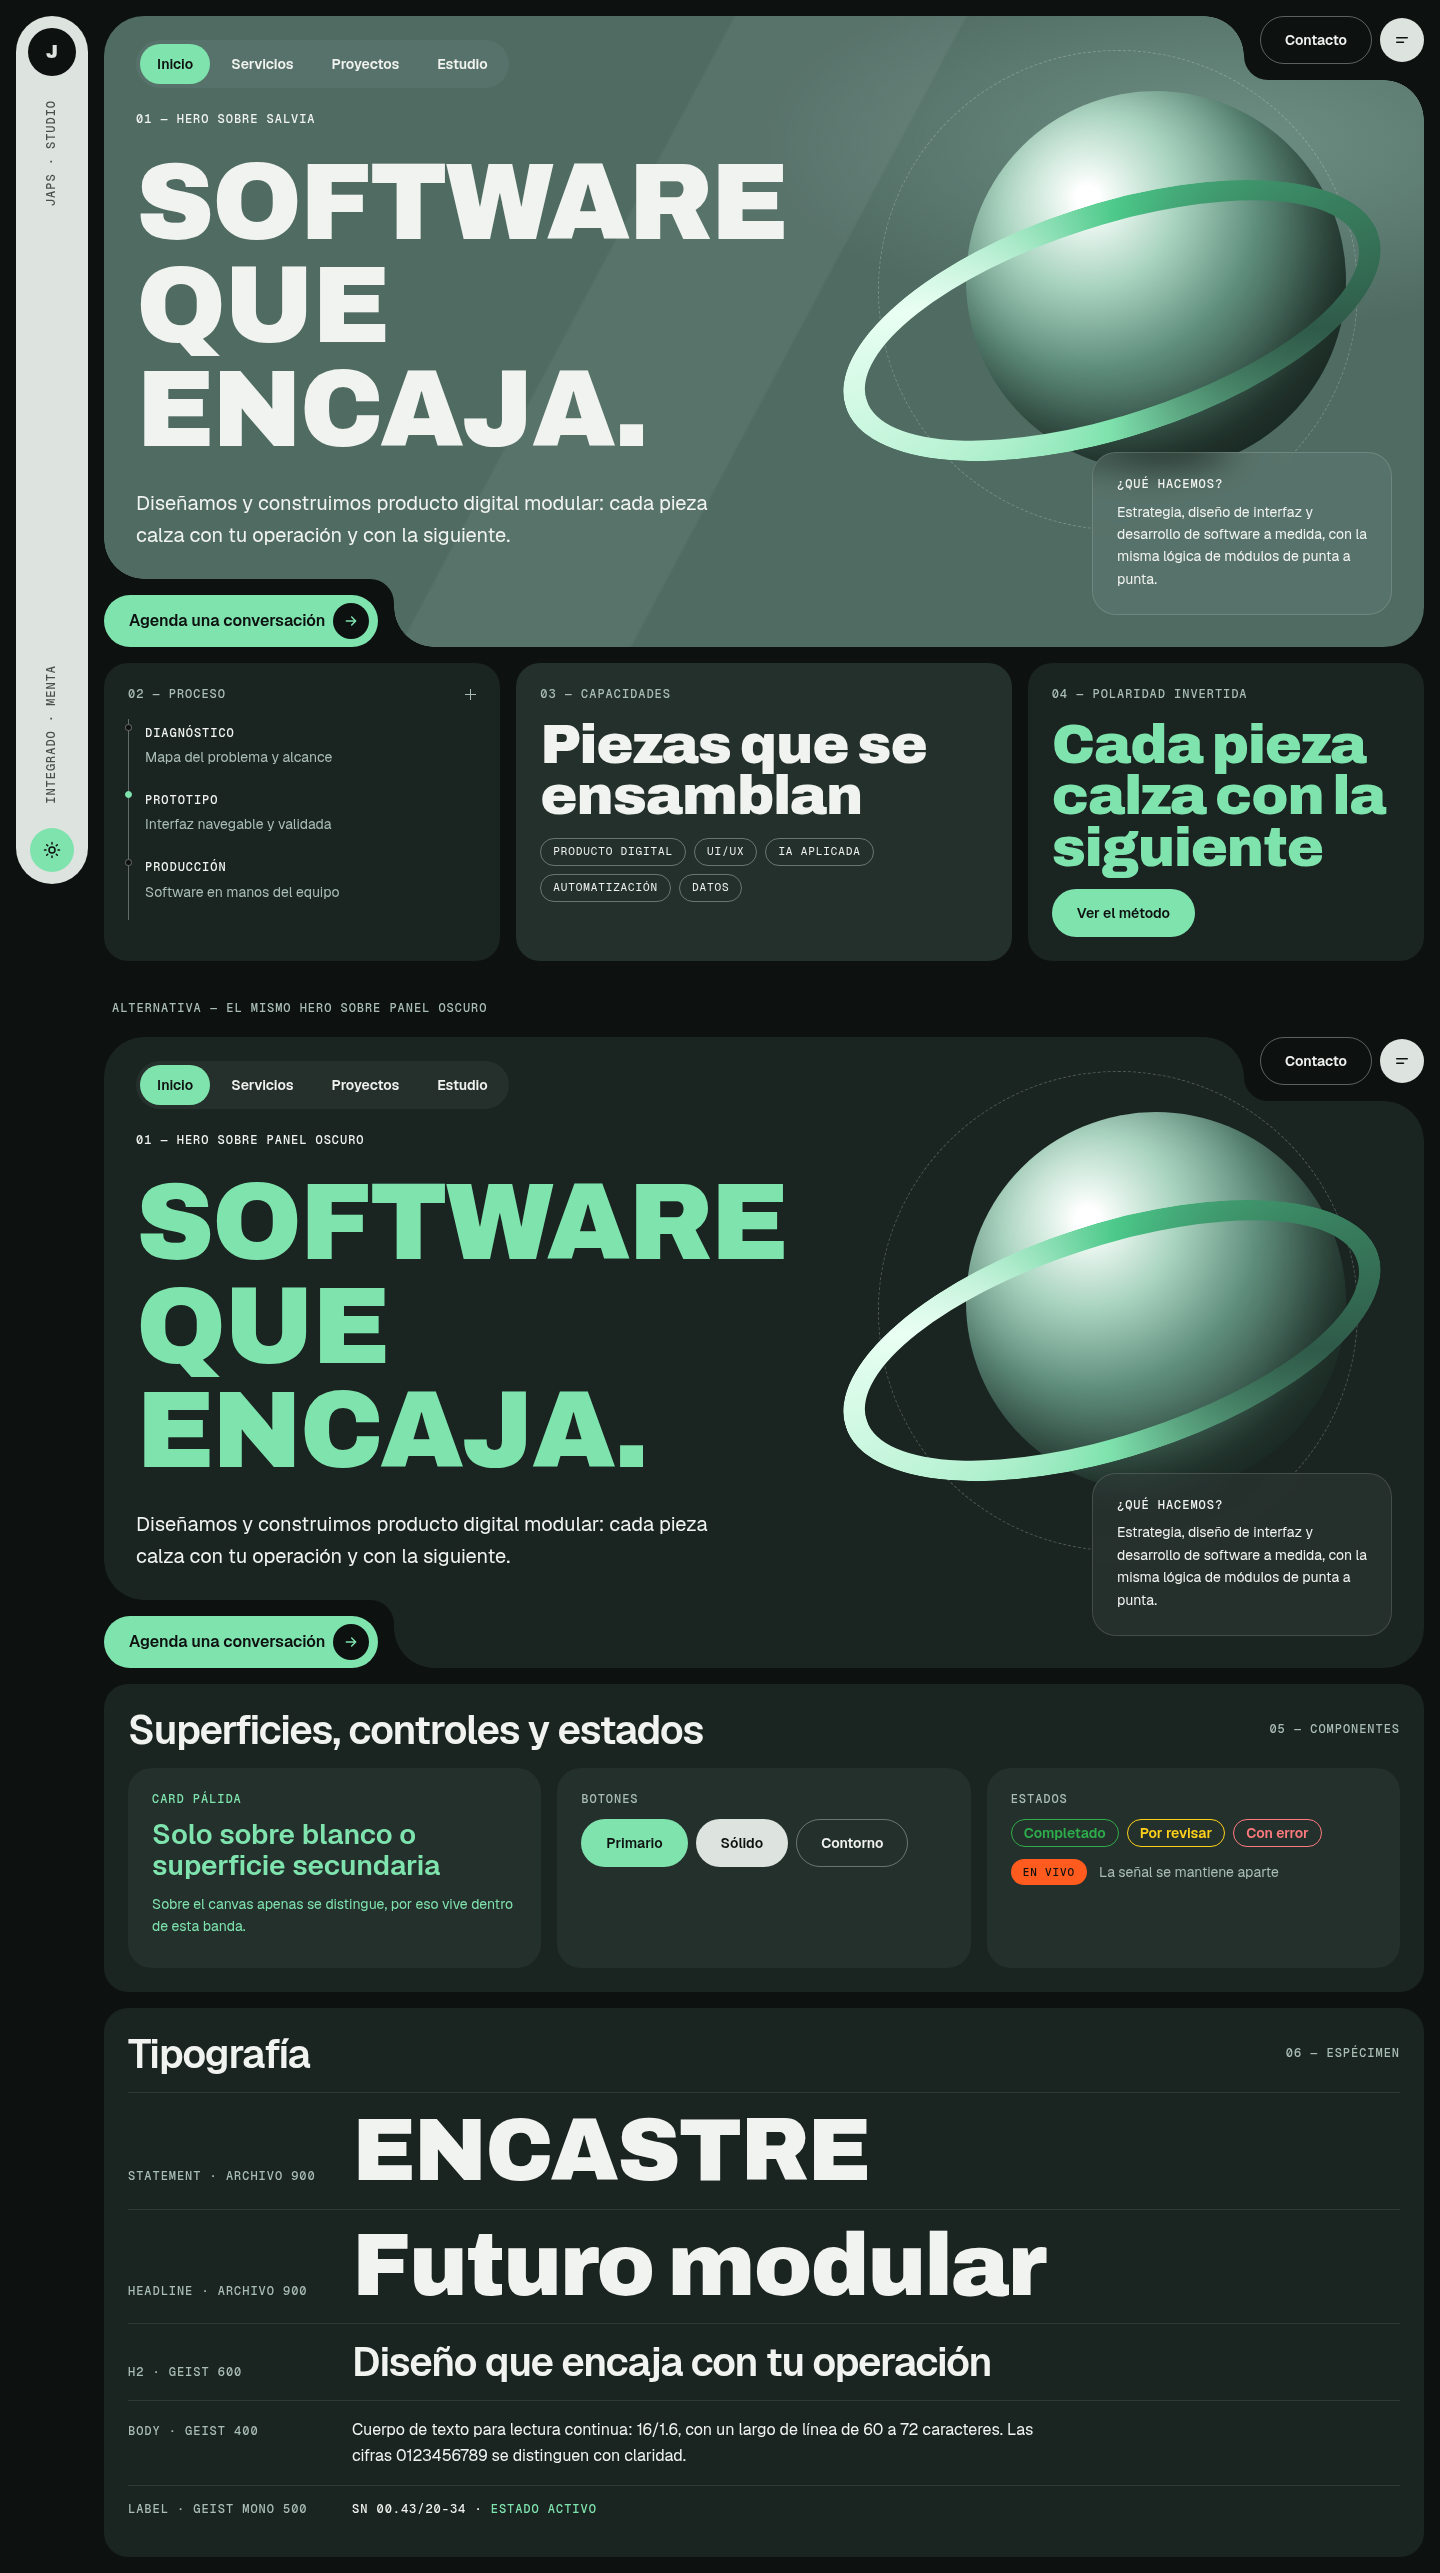 J
JAPS · STUDIO
INTEGRADO · MENTA
Inicio
Servicios
Proyectos
Estudio
Contacto
01 — HERO SOBRE SALVIA
SOFTWARE
QUE
ENCAJA.
Diseñamos y construimos producto digital modular: cada pieza
calza con tu operación y con la siguiente.
¿QUÉ HACEMOS?
Estrategia, diseño de interfaz y
desarrollo de software a medida, con la
misma lógica de módulos de punta a
punta.
Agenda una conversación
02 — PROCESO
DIAGNÓSTICO
Mapa del problema y alcance
PROTOTIPO
Interfaz navegable y validada
PRODUCCIÓN
Software en manos del equipo
03 — CAPACIDADES
Piezas que se
ensamblan
PRODUCTO DIGITAL
UI/UX
IA APLICADA
AUTOMATIZACIÓN
DATOS
04 — POLARIDAD INVERTIDA
Cada pieza
calza con la
siguiente
Ver el método
ALTERNATIVA — EL MISMO HERO SOBRE PANEL OSCURO
Inicio
Servicios
Proyectos
Estudio
Contacto
01 — HERO SOBRE PANEL OSCURO
SOFTWARE
QUE
ENCAJA.
Diseñamos y construimos producto digital modular: cada pieza
calza con tu operación y con la siguiente.
¿QUÉ HACEMOS?
Estrategia, diseño de interfaz y
desarrollo de software a medida, con la
misma lógica de módulos de punta a
punta.
Agenda una conversación
Superficies, controles y estados
05 — COMPONENTES
CARD PÁLIDA
Solo sobre blanco o
superficie secundaria
Sobre el canvas apenas se distingue, por eso vive dentro
de esta banda.
BOTONES
Primario
Sólido
Contorno
ESTADOS
Completado
Por revisar
Con error
EN VIVO
La señal se mantiene aparte
Tipografía
06 — ESPÉCIMEN
STATEMENT · ARCHIVO 900
ENCASTRE
HEADLINE · ARCHIVO 900
Futuro modular
H2 · GEIST 600
Diseño que encaja con tu operación
BODY · GEIST 400
Cuerpo de texto para lectura continua: 16/1.6, con un largo de línea de 60 a 72 caracteres. Las
cifras 0123456789 se distinguen con claridad.
LABEL · GEIST MONO 500
SN 00.43/20-34 · ESTADO ACTIVO